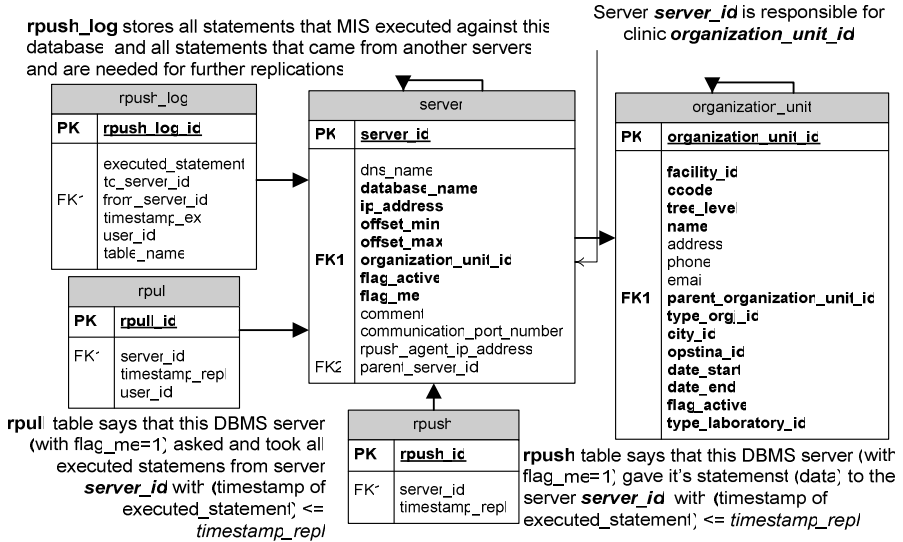 rpush_log stores all statements that MIS executed against this
database and all statements that came from another servers
and are needed for further replications
Server server_id is responsible for
clinic organization_unit_id
rpush_log
PK rpush_log_id
executed_statement
to_server_id
FK1 from_server_id
timestamp_ex
user_id
table_name
server
PK server_id
dns_name
database_name
ip_address
offset_min
offset_max
FK1 organization_unit_id
flag_active
flag_me
comment
communication_port_number
rpush_agent_ip_address
FK2 parent_server_id
organization_unit
PK organization_unit_id
facility_id
ccode
tree_level
name
address
phone
email
FK1 parent_organization_unit_id
type_orgj_id
city_id
opstina_id
date_start
date_end
flag_active
type_laboratory_id
rpull
PK rpull_id
FK1 server_id
timestamp_repl
user_id
rpull table says that this DBMS server
(with flag_me=1) asked and took all
executed statemens from server
server_id with (timestamp of
executed_statement) <=
timestamp_repl
rpush
PK rpush_id
FK1 server_id
timestamp_repl
rpush table says that this DBMS server (with
flag_me=1) gave it's statemenst (data) to the
server server_id with (timestamp of
executed_statement) <= timestamp_repl